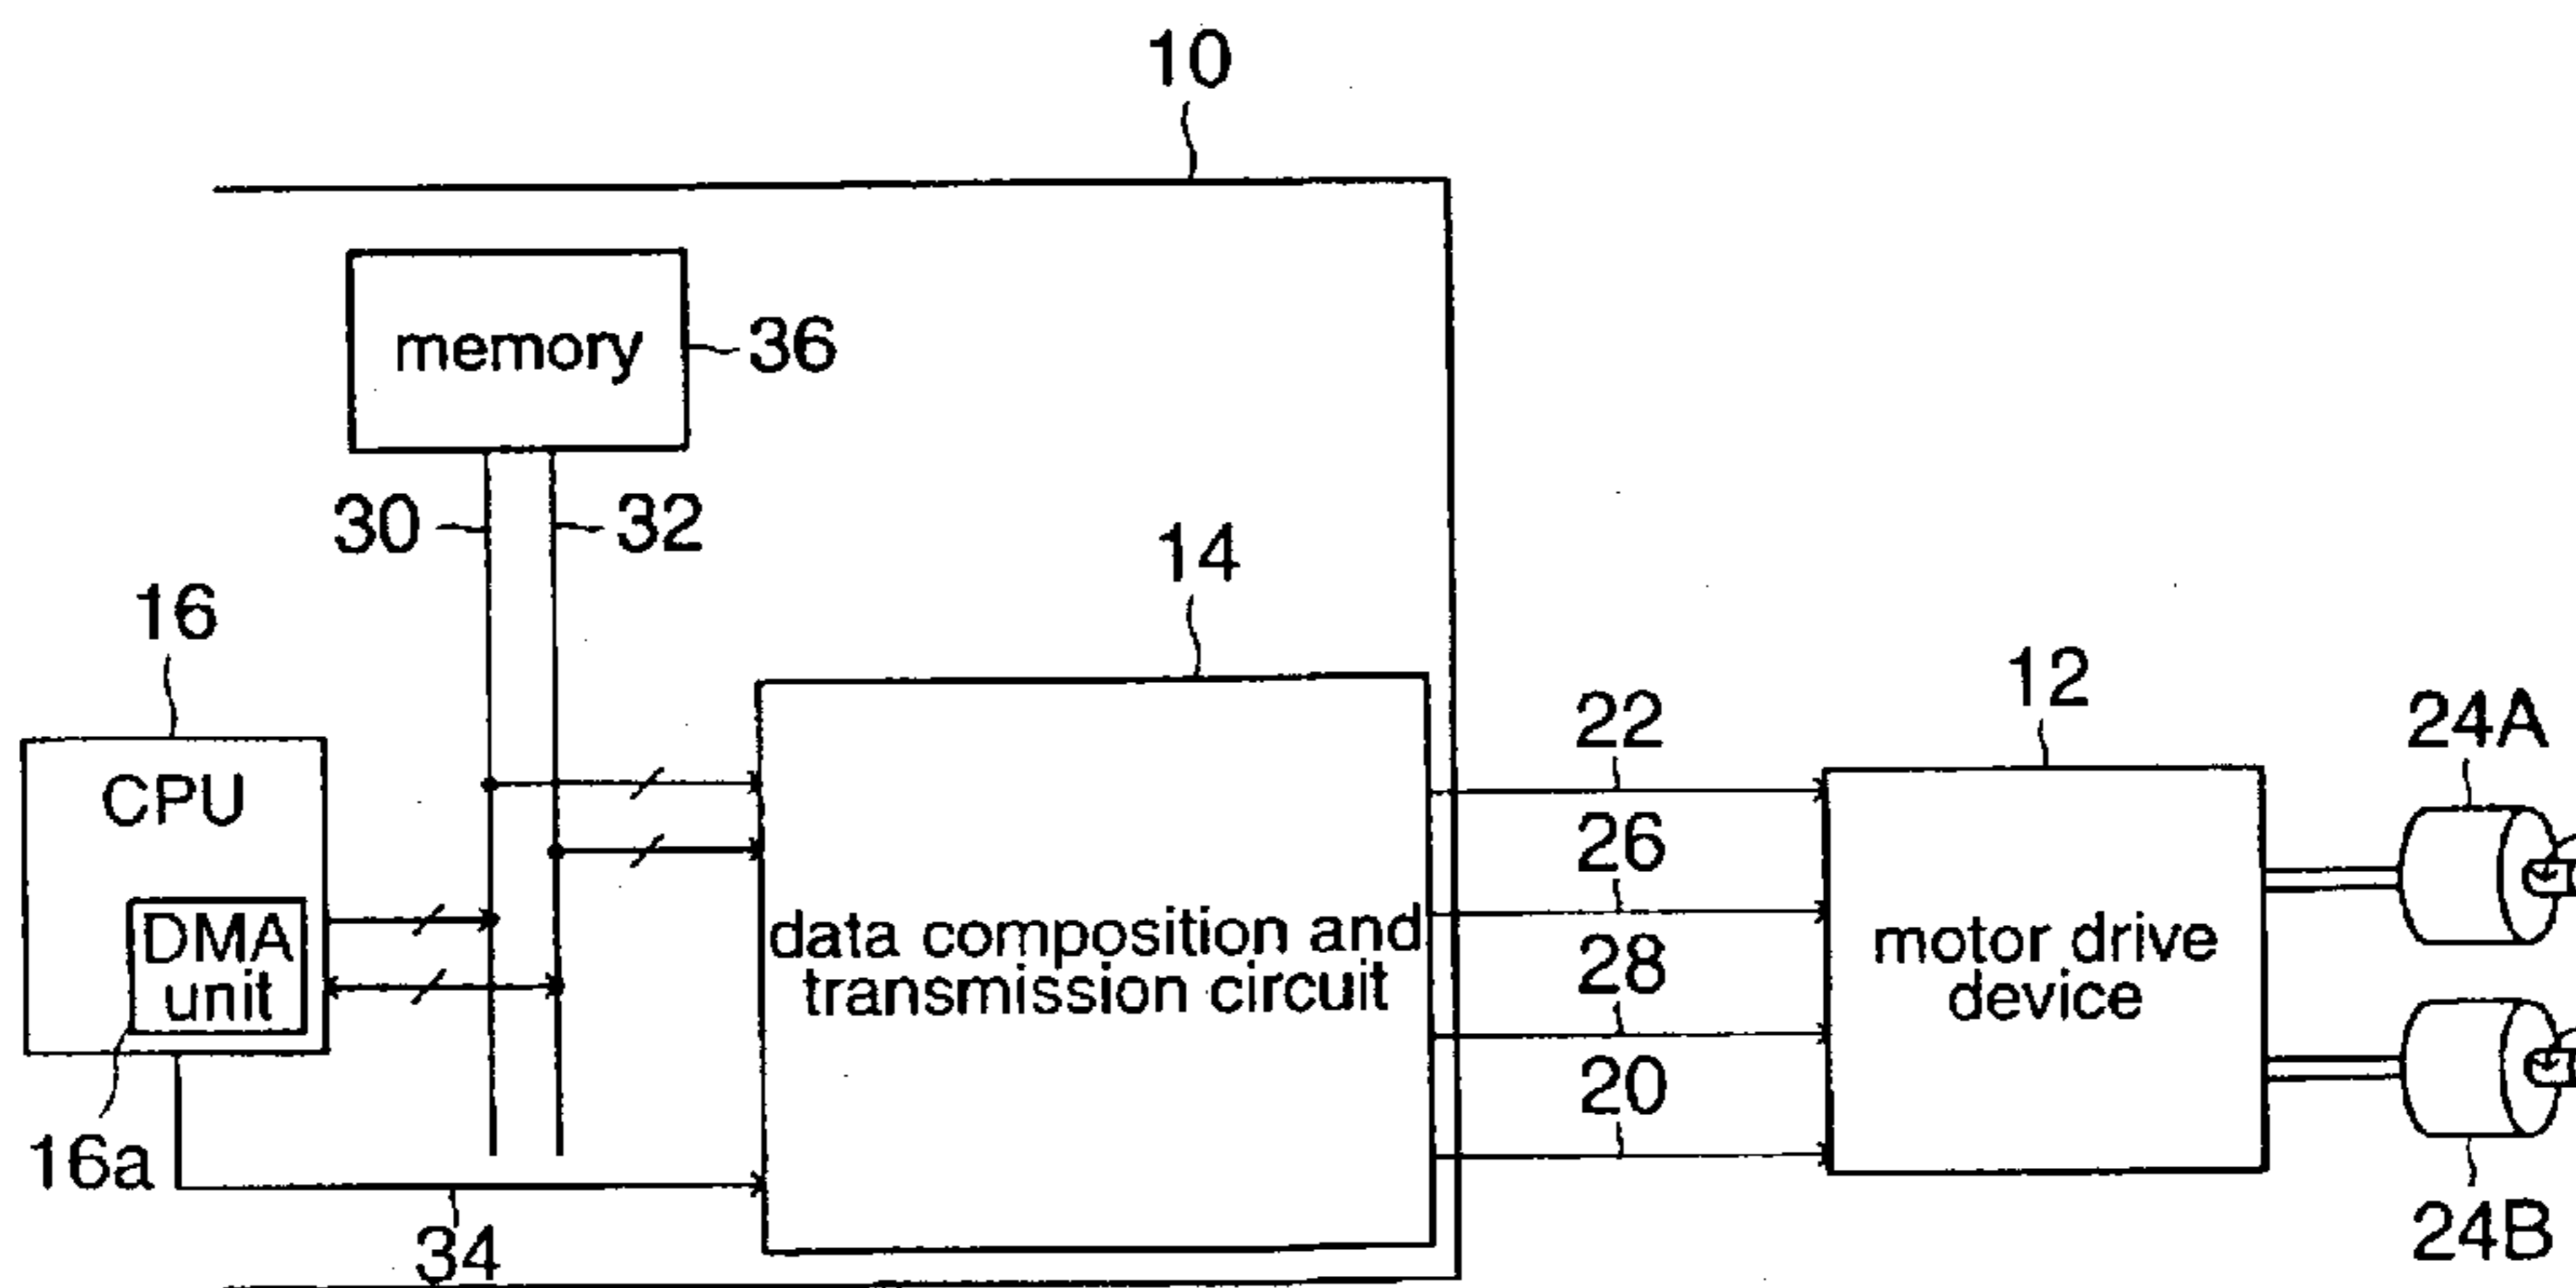 10
memory
36
30
32
14
16
12
22
24A
CPU
26
DMA
unit
data composition and
transmission circuit
28
motor drive
device
20
16a
34
24B